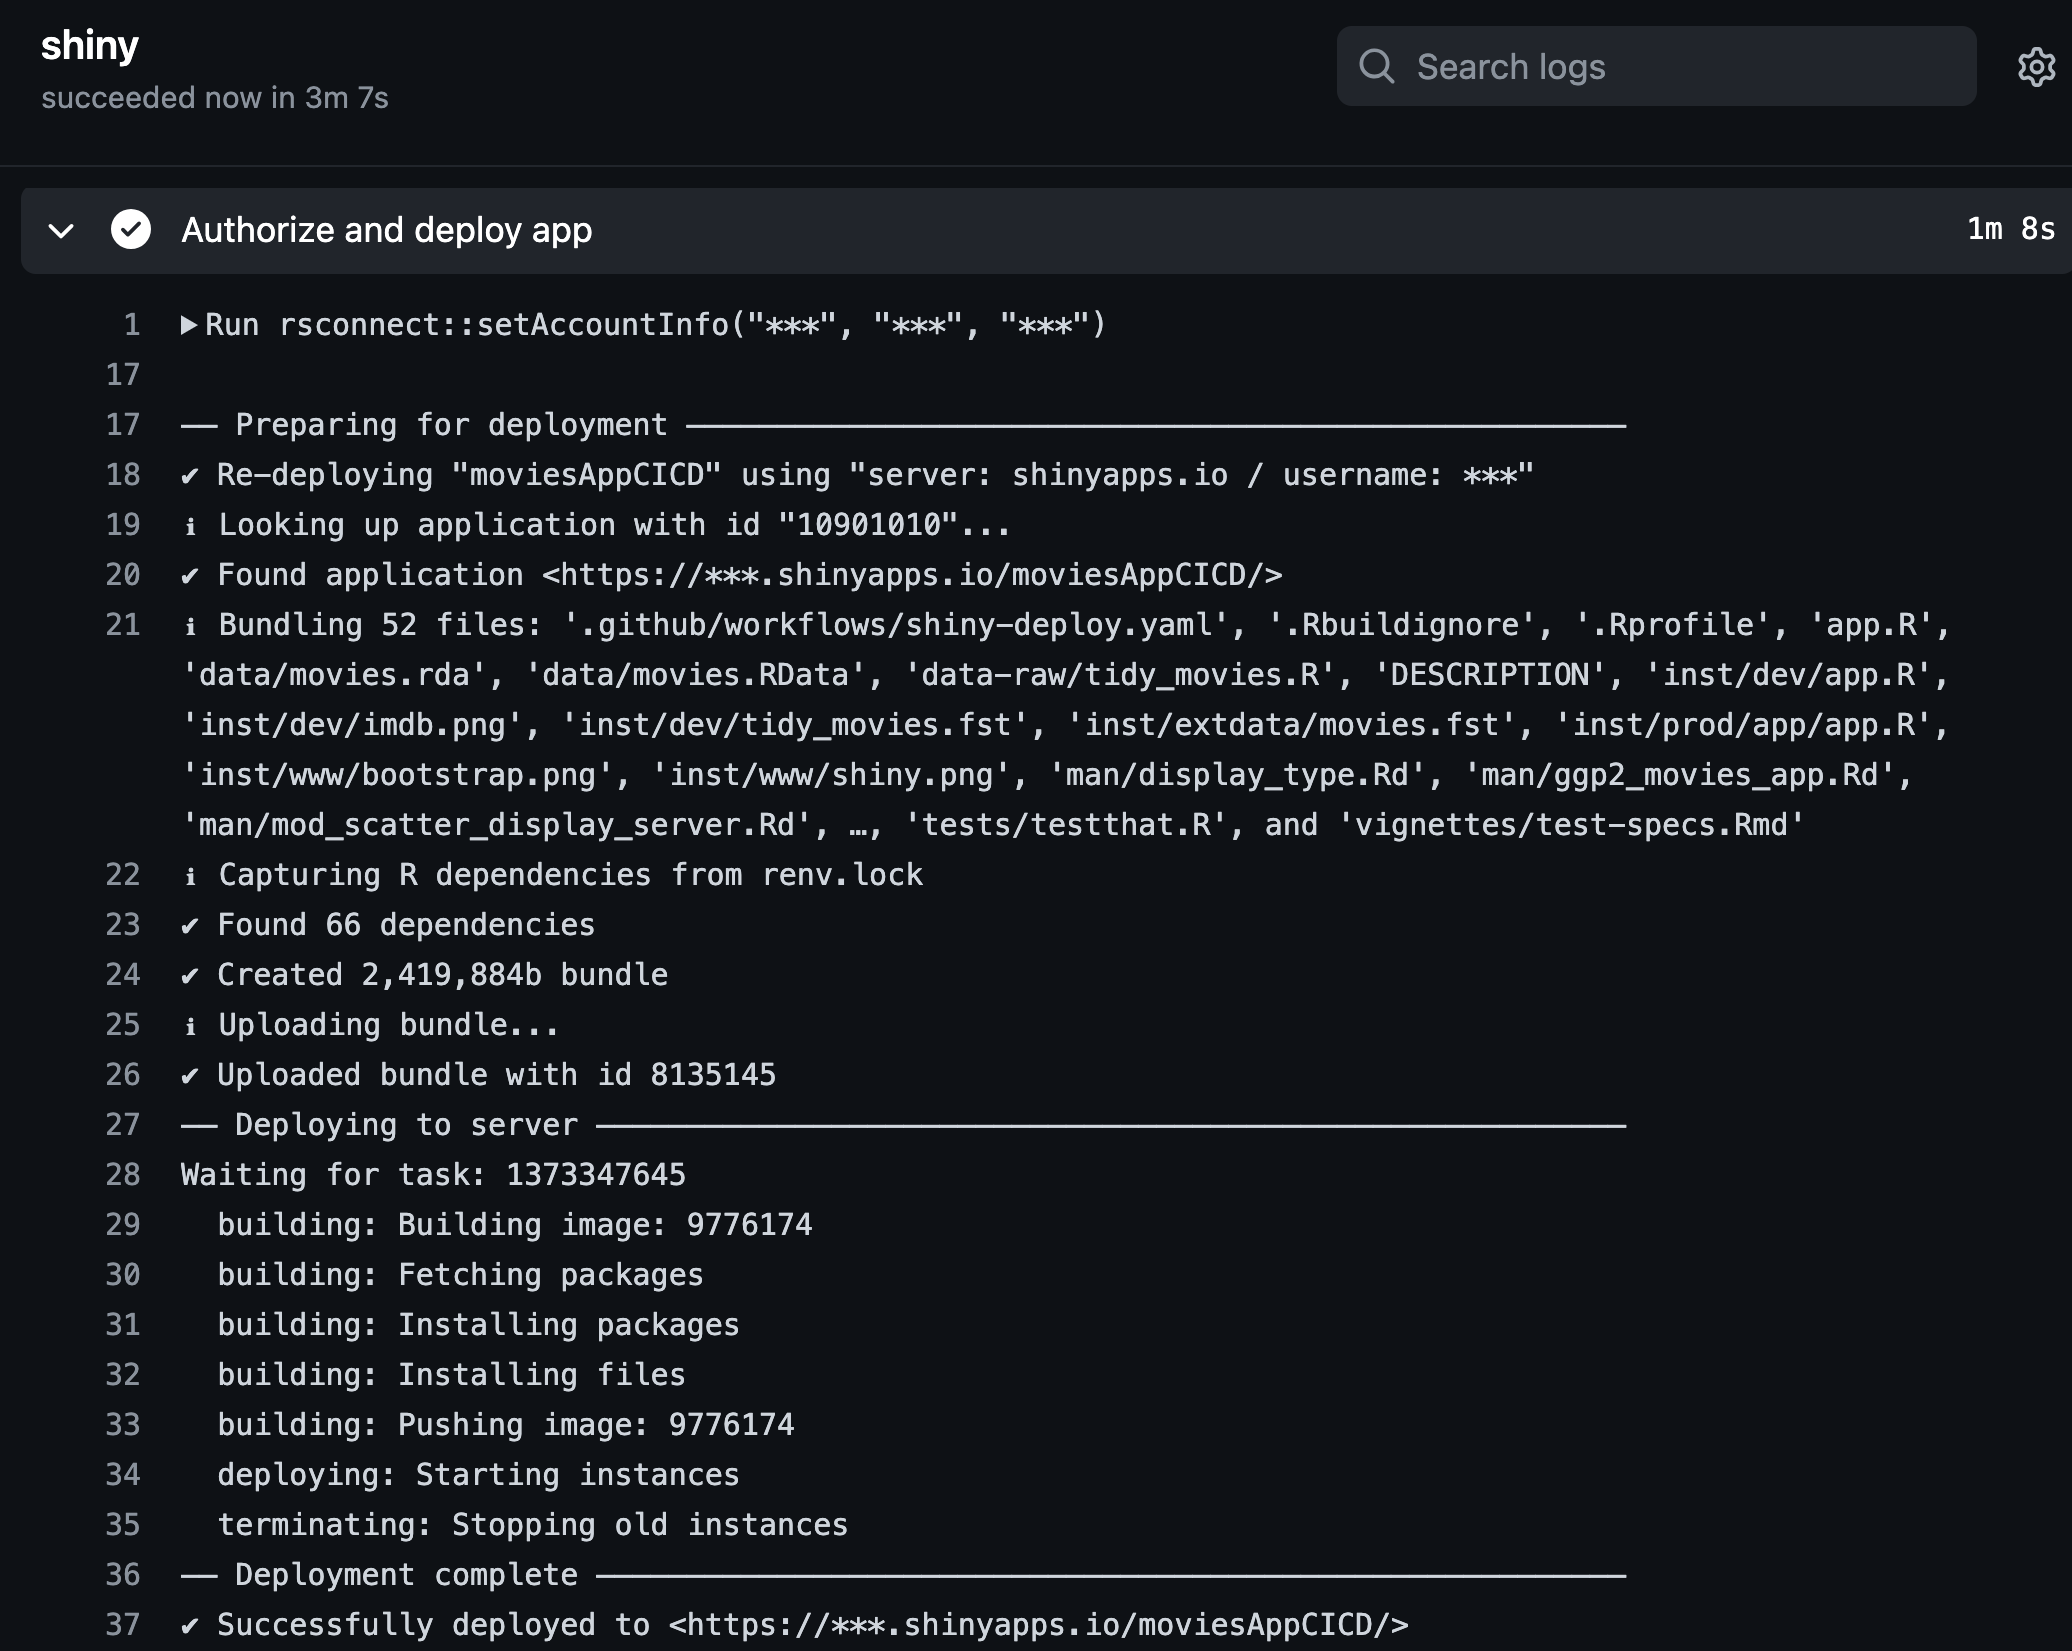 shiny
succeeded now in 3m 7s
Search logs
Authorize and deploy app
1m 8s
1 ▶Run rsconnect::setAccountInfo("***", "***", "***")
17
17 ── Preparing for deployment ────────────────────────────────────────────────────
18 ✔ Re-deploying "moviesAppCICD" using "server: shinyapps.io / username: ***"
19 ℹ Looking up application with id "10901010"...
20 ✔ Found application <https://***.shinyapps.io/moviesAppCICD/>
21 ℹ Bundling 52 files: '.github/workflows/shiny-deploy.yaml', '.Rbuildignore', '.Rprofile', 'app.R',
'data/movies.rda', 'data/movies.RData', 'data-raw/tidy_movies.R', 'DESCRIPTION', 'inst/dev/app.R',
'inst/dev/imdb.png', 'inst/dev/tidy_movies.fst', 'inst/extdata/movies.fst', 'inst/prod/app/app.R',
'inst/www/bootstrap.png', 'inst/www/shiny.png', 'man/display_type.Rd', 'man/ggp2_movies_app.Rd',
'man/mod_scatter_display_server.Rd', …, 'tests/testthat.R', and 'vignettes/test-specs.Rmd'
22 ℹ Capturing R dependencies from renv.lock
23 ✔ Found 66 dependencies
24 ✔ Created 2,419,884b bundle
25 ℹ Uploading bundle...
26 ✔ Uploaded bundle with id 8135145
27 ── Deploying to server ─────────────────────────────────────────────────────────
28 Waiting for task: 1373347645
29 building: Building image: 9776174
30 building: Fetching packages
31 building: Installing packages
32 building: Installing files
33 building: Pushing image: 9776174
34 deploying: Starting instances
35 terminating: Stopping old instances
36 ── Deployment complete ─────────────────────────────────────────────────────────
37 ✔ Successfully deployed to <https://***.shinyapps.io/moviesAppCICD/>